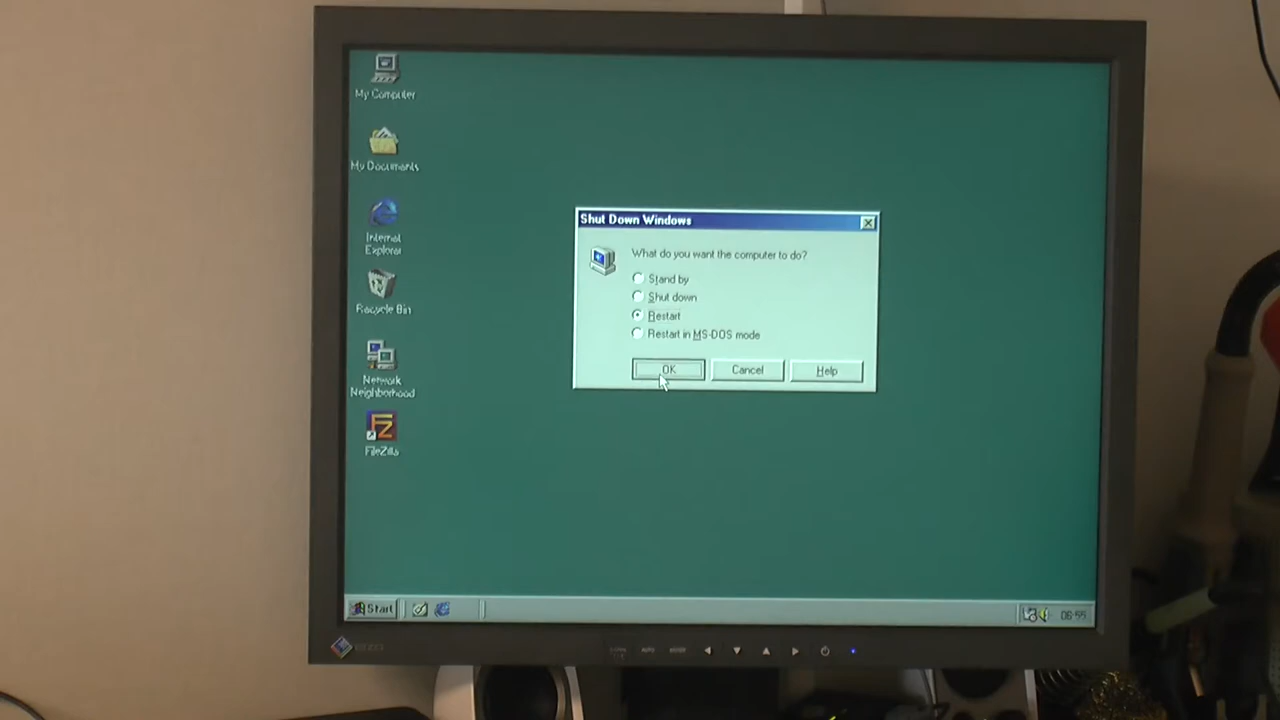 My Computer
My Documents
Internet
Explorer
Recycle Bin
Network
Neighborhood
FileZilla
Shut Down Windows
What do you want the computer to do?
Stand by
Shut down
Restart
Restart in MS-DOS mode
OK
Cancel
Help
Start
06:55
AUTO